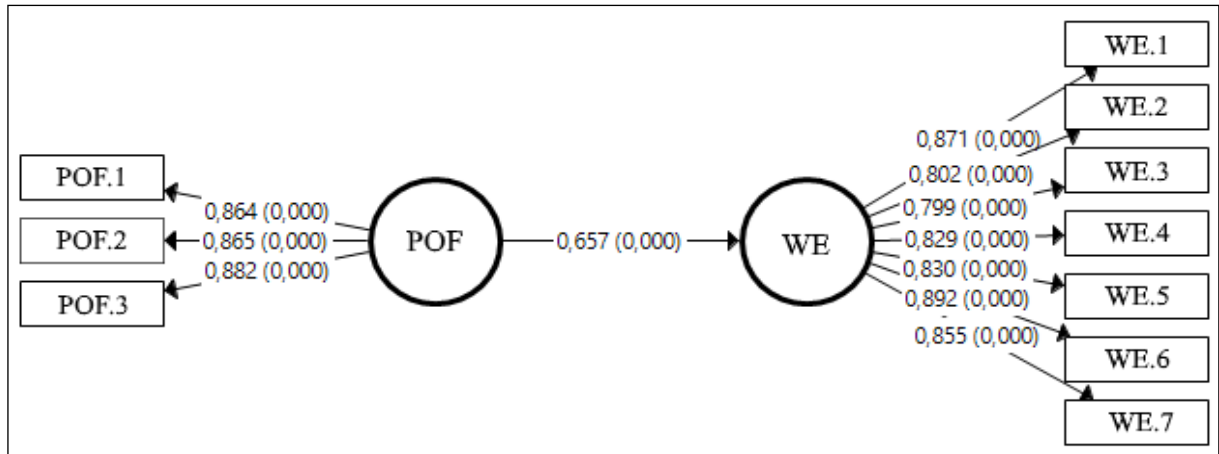 POF.1
POF.2
POF.3
0,864 (0,000)
0,865 (0,000)
0,882 (0,000)
POF
0,657 (0,000)
WE
0,871 (0,000)
0,802 (0,000)
0,799 (0,000)
0,829 (0,000)
0,830 (0,000)
0,892 (0,000)
0,855 (0,000)
WE.1
WE.2
WE.3
WE.4
WE.5
WE.6
WE.7